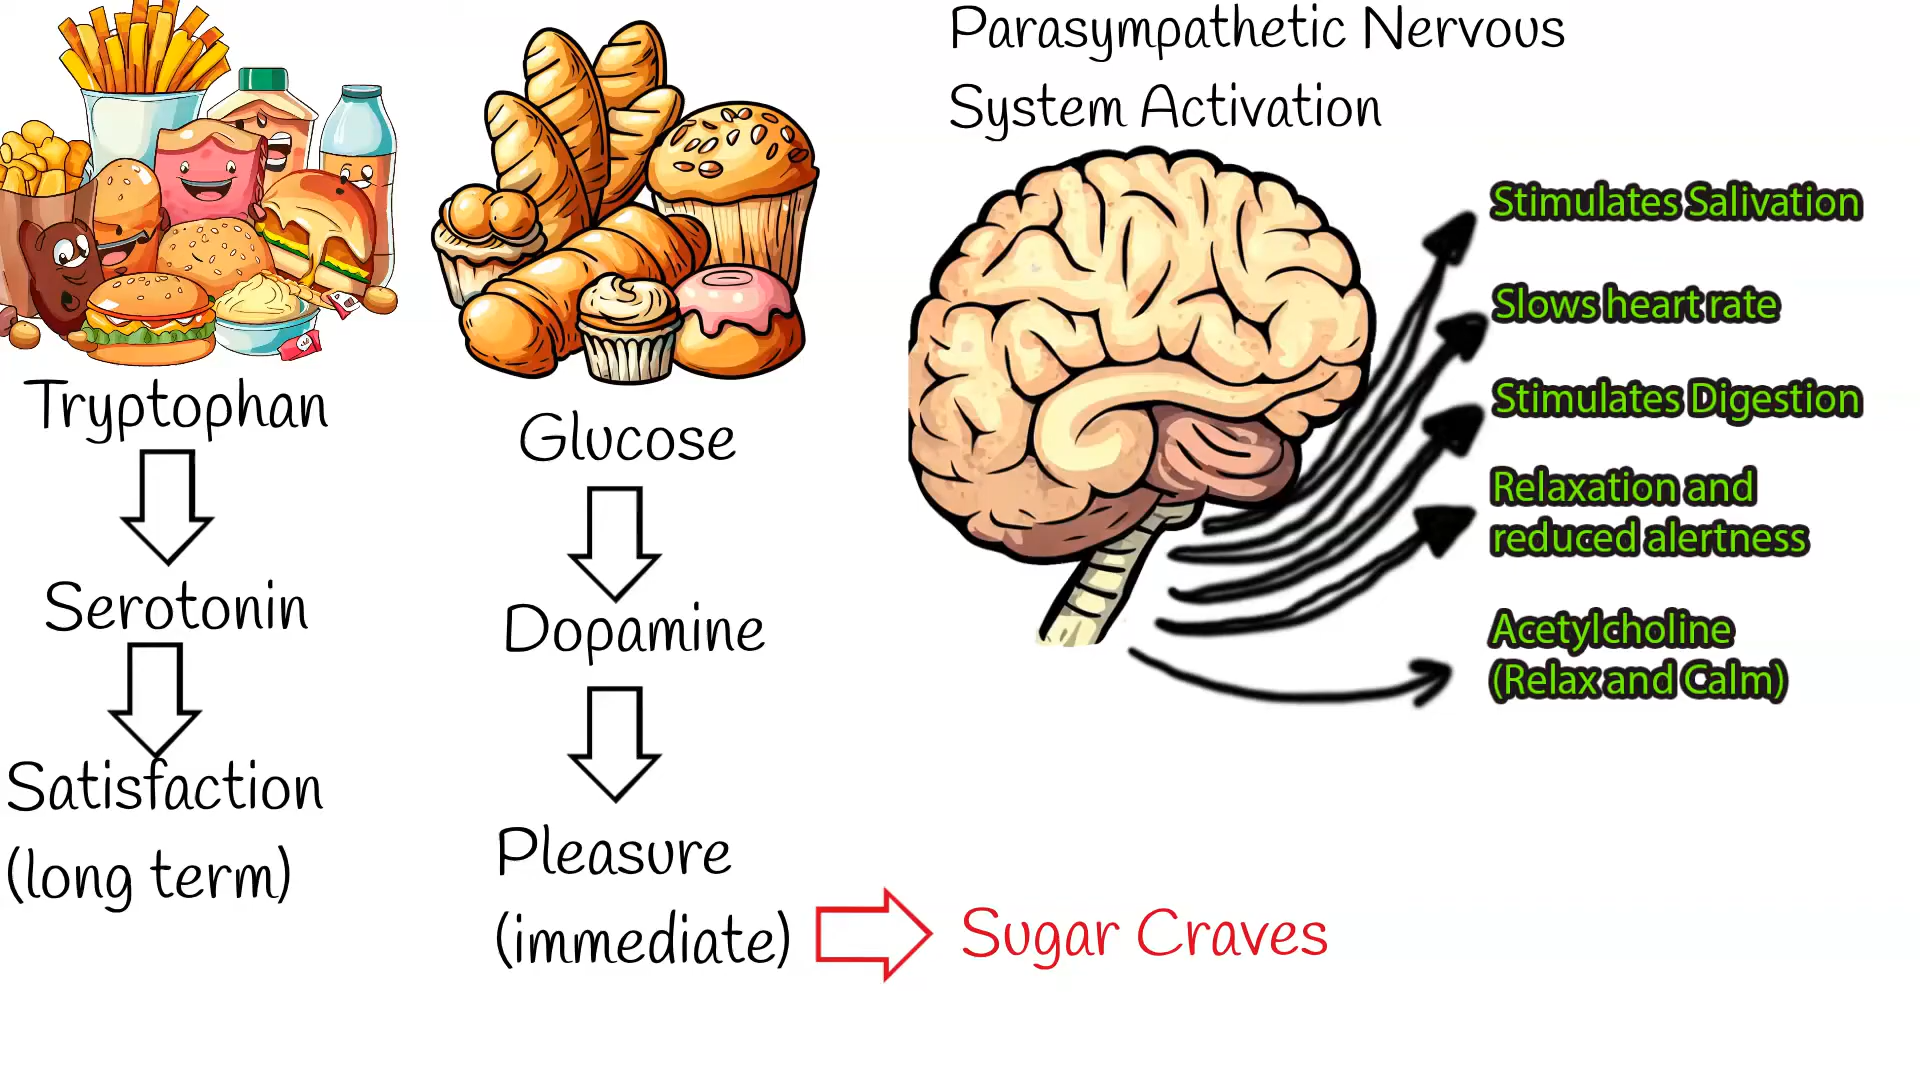 Tryptophan
Serotonin
Satisfaction
(long term)
Glucose
Dopamine
Pleasure
(immediate)
Sugar Craves
Parasympathetic Nervous
System Activation
Stimulates Salivation
Slows heart rate
Stimulates Digestion
Relaxation and
reduced alertness
Acetylcholine
(Relax and Calm)